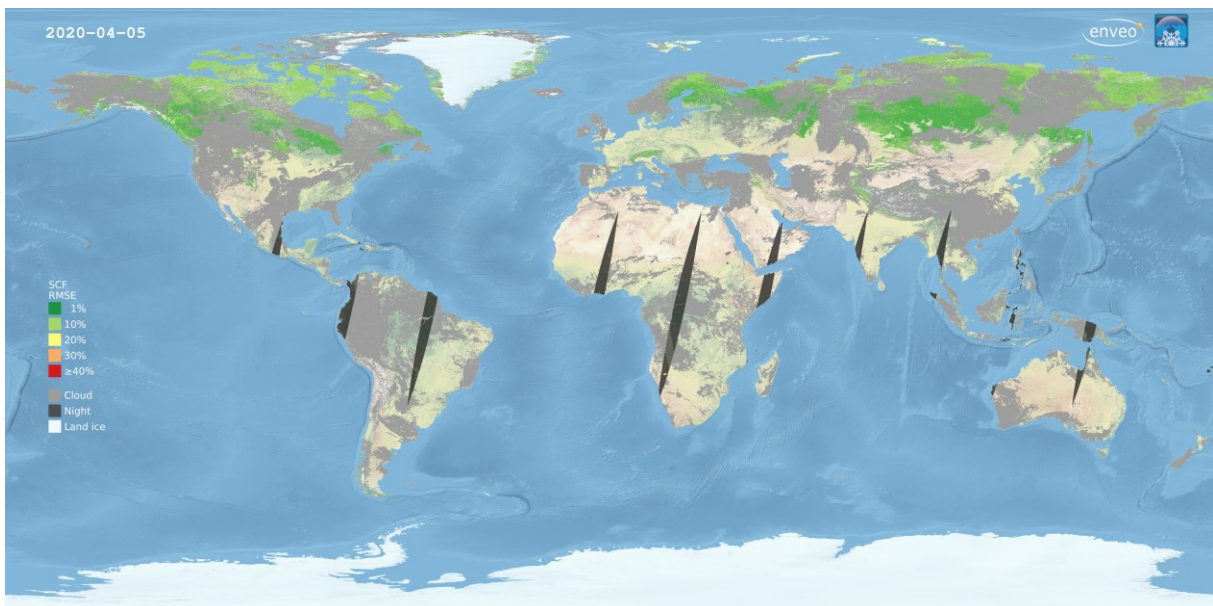 2020-04-05
enveo
SCF
RMSE
1%
10%
20%
30%
≥40%
Cloud
Night
Land ice